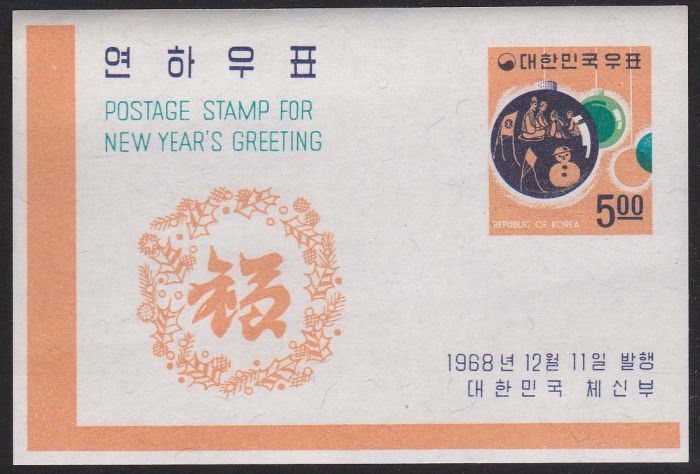 연하우표
POSTAGE STAMP FOR
NEW YEAR'S GREETING
대한민국우표
5.00
REPUBLIC OF KOREA
福
1968년 12월 11일 발행
대한민국 체신부